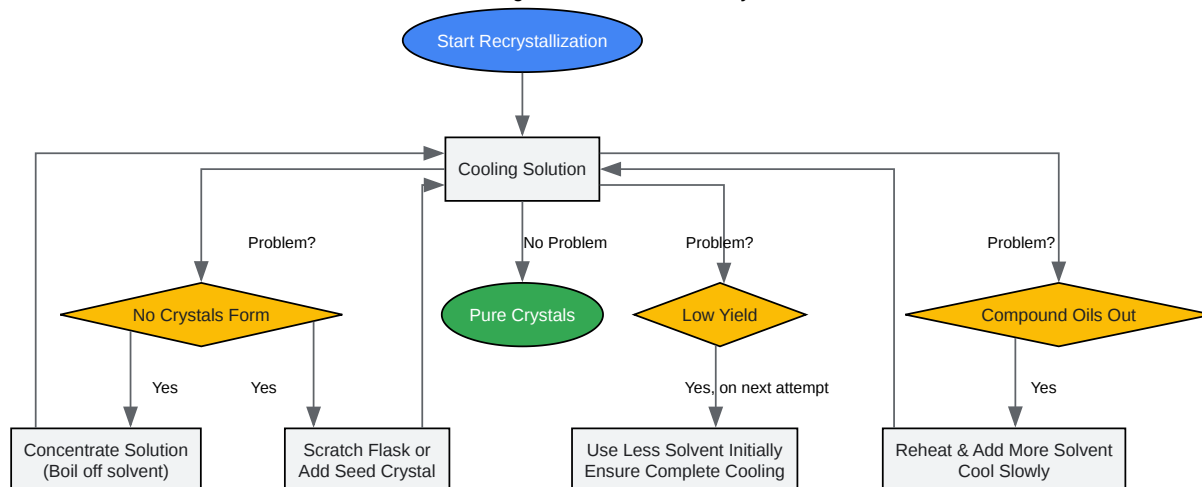 Start Recrystallization
Cooling Solution
Problem?
No Problem
Problem?
Problem?
No Crystals Form
Pure Crystals
Low Yield
Compound Oils Out
Yes
Yes
Yes, on next attempt
Yes
Concentrate Solution
(Boil off solvent)
Scratch Flask or
Add Seed Crystal
Use Less Solvent Initially
Ensure Complete Cooling
Reheat & Add More Solvent
Cool Slowly